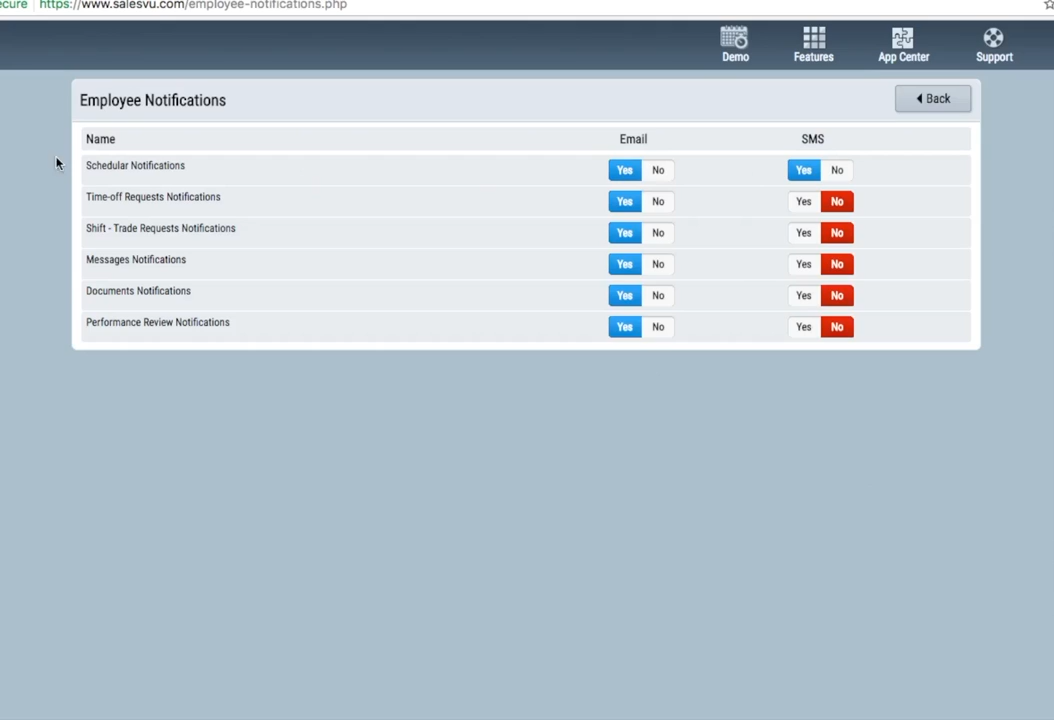 ecure https://www.salesvu.com/employee-notifications.php
Demo Features App Center Support
Employee Notifications Back
Name Email SMS
Schedular Notifications Yes No Yes No
Time-off Requests Notifications Yes No Yes No
Shift - Trade Requests Notifications Yes No Yes No
Messages Notifications Yes No Yes No
Documents Notifications Yes No Yes No
Performance Review Notifications Yes No Yes No